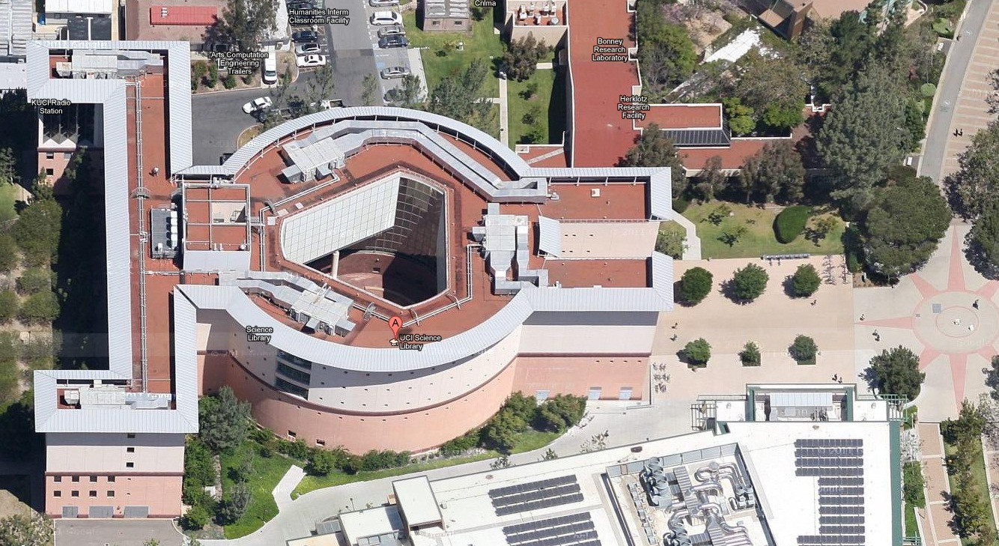 Humanities Interm
Classroom Facility
Arts Computation
Engineering
Trailers
KUCI Radio
Station
Bonney
Research
Laboratory
Herklotz
Research
Facility
Science
Library
A
UCI Science
Library